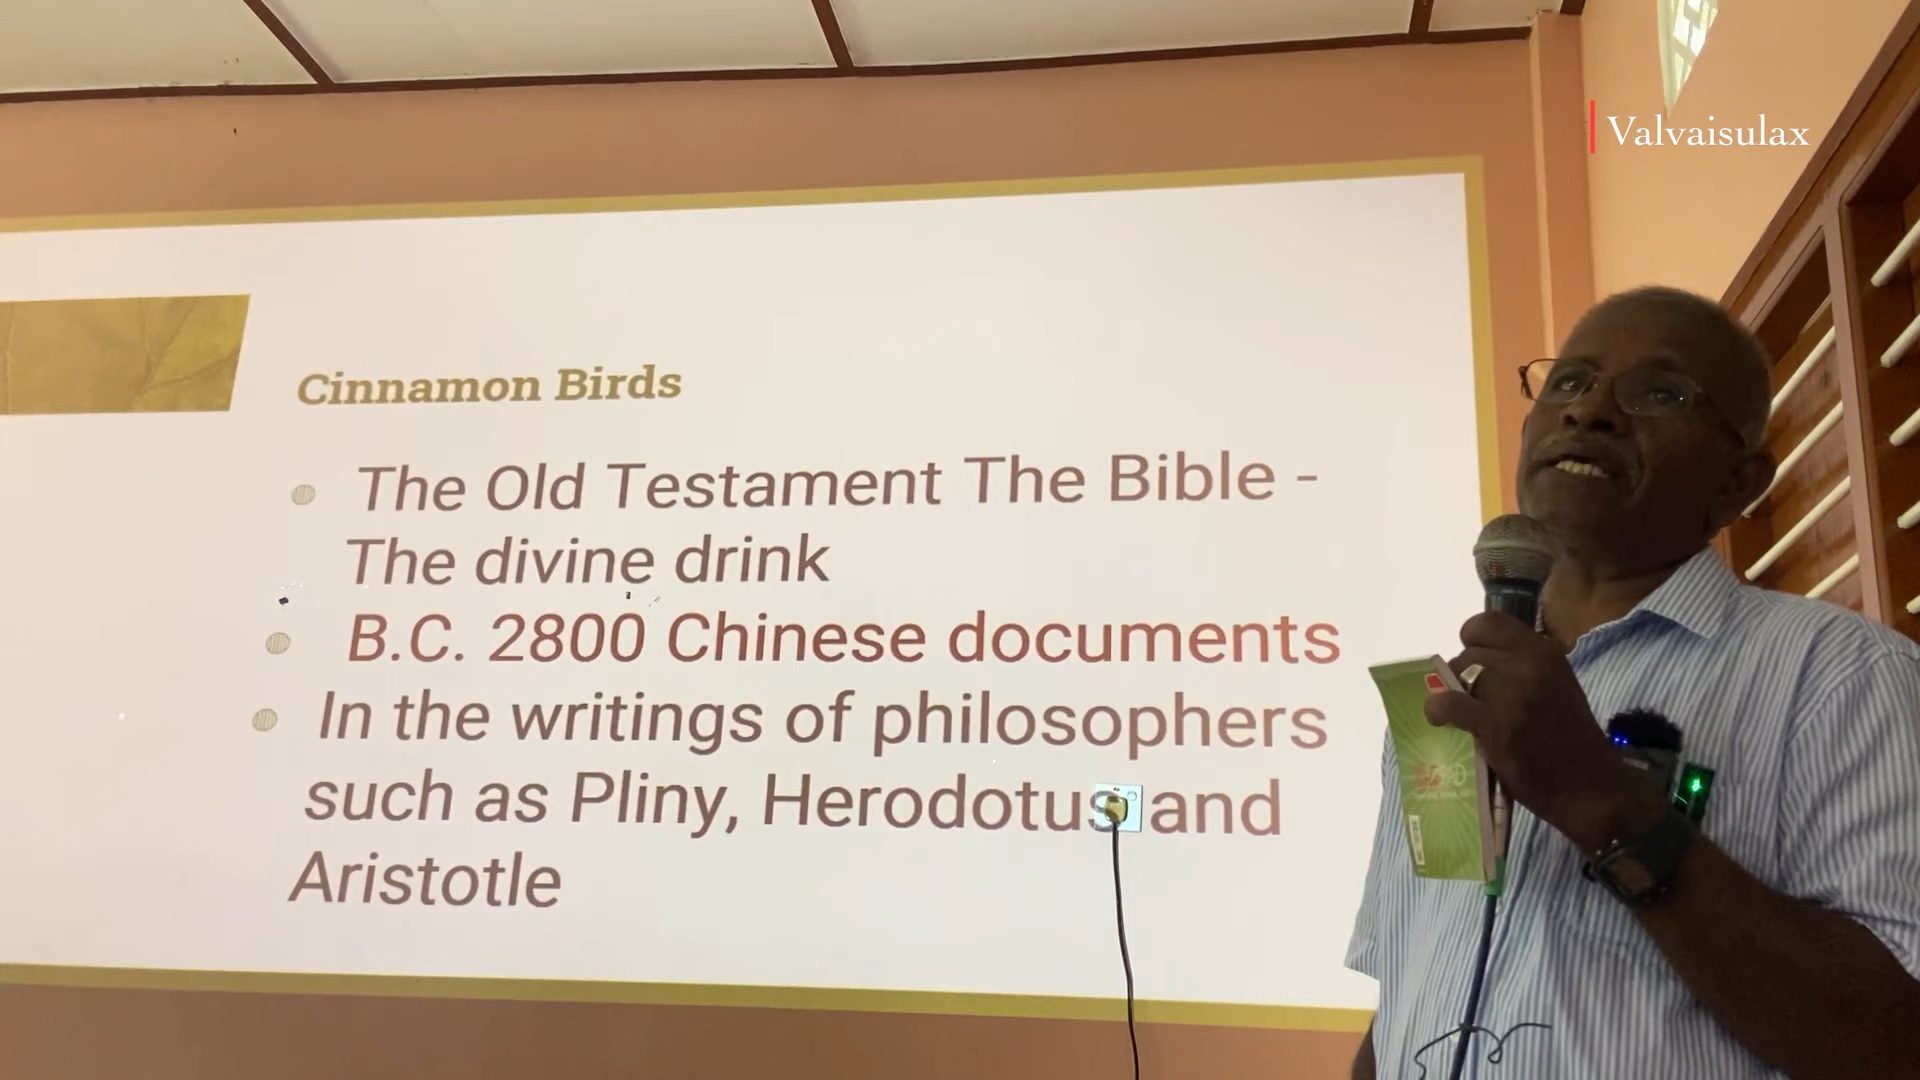 Valvaisulax
Cinnamon Birds
The Old Testament The Bible -
The divine drink
B.C. 2800 Chinese documents
In the writings of philosophers
such as Pliny, Herodotus and
Aristotle